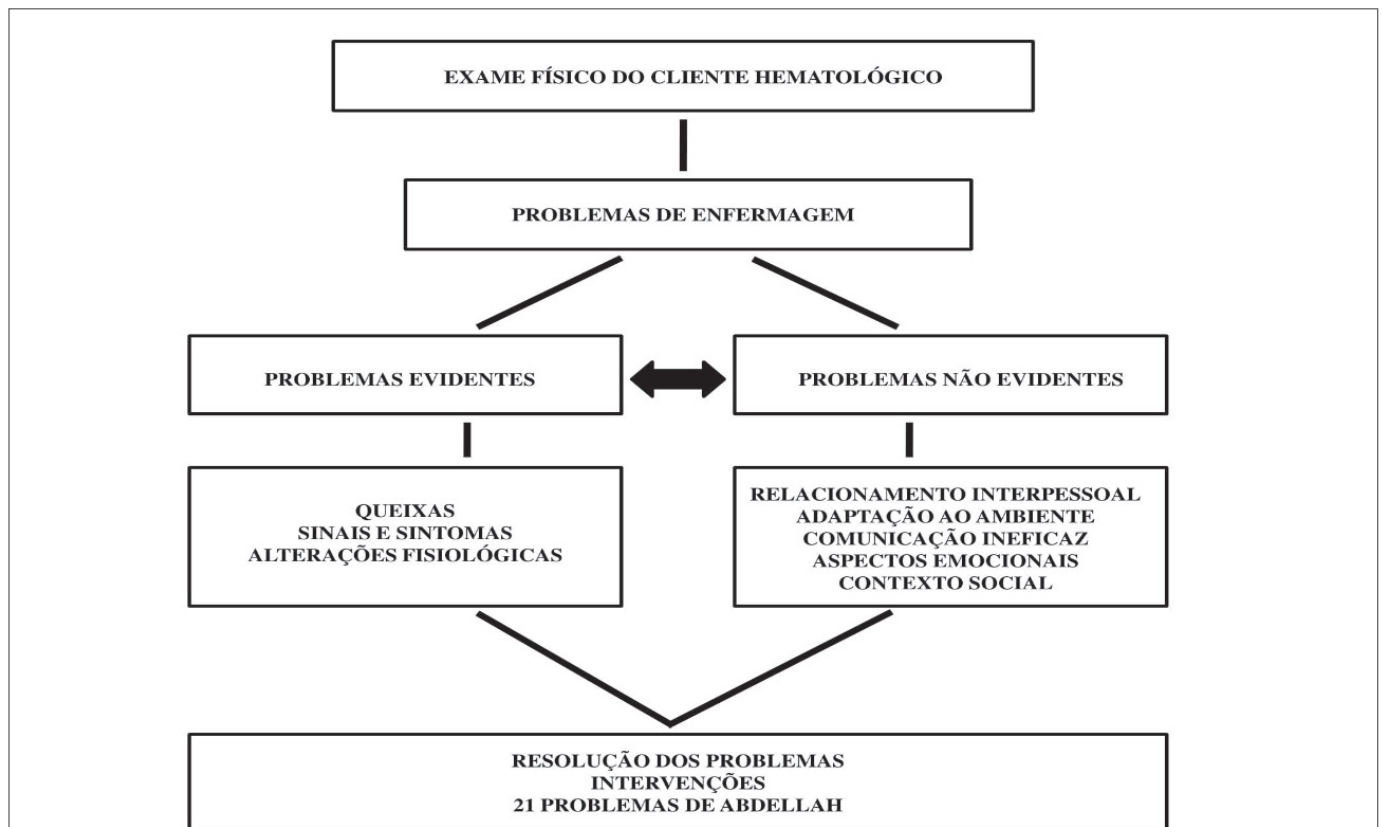 EXAME FÍSICO DO CLIENTE HEMATOLÓGICO
PROBLEMAS DE ENFERMAGEM
PROBLEMAS EVIDENTES
PROBLEMAS NÃO EVIDENTES
QUEIXAS
SINAIS E SINTOMAS
ALTERAÇÕES FISIOLÓGICAS
RELACIONAMENTO INTERPESSOAL
ADAPTAÇÃO AO AMBIENTE
COMUNICAÇÃO INEFICAZ
ASPECTOS EMOCIONAIS
CONTEXTO SOCIAL
RESOLUÇÃO DOS PROBLEMAS
INTERVENÇÕES
21 PROBLEMAS DE ABDELLAH